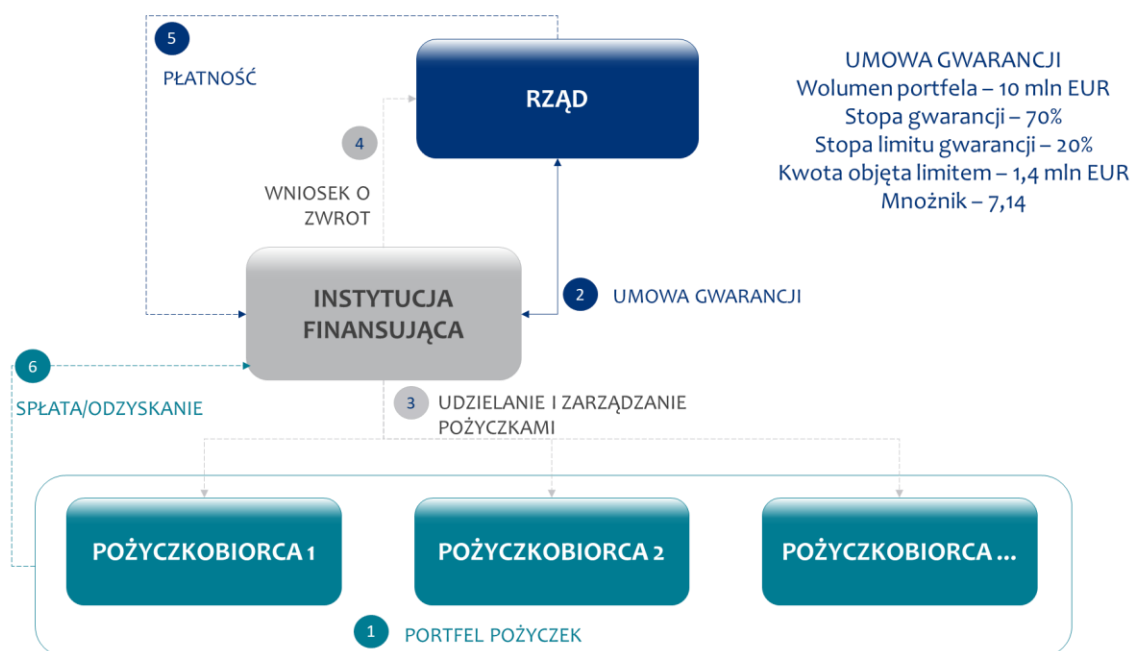 5
PŁATNOŚĆ
RZĄD
UMOWA GWARANCJI
Wolumen portfela – 10 mln EUR
Stopa gwarancji – 70%
Stopa limitu gwarancji – 20%
Kwota objęta limitem – 1,4 mln EUR
Mnożnik – 7,14
4
WNIOSEK O
ZWROT
INSTYTUCJA
FINANSUJĄCA
2 UMOWA GWARANCJI
6
SPŁATA/ODZYSKANIE
3 UDZIELANIE I ZARZĄDZANIE
POŻYCZKAMI
POŻYCZKOBIORCA 1
POŻYCZKOBIORCA 2
POŻYCZKOBIORCA ...
1 PORTFEL POŻYCZEK